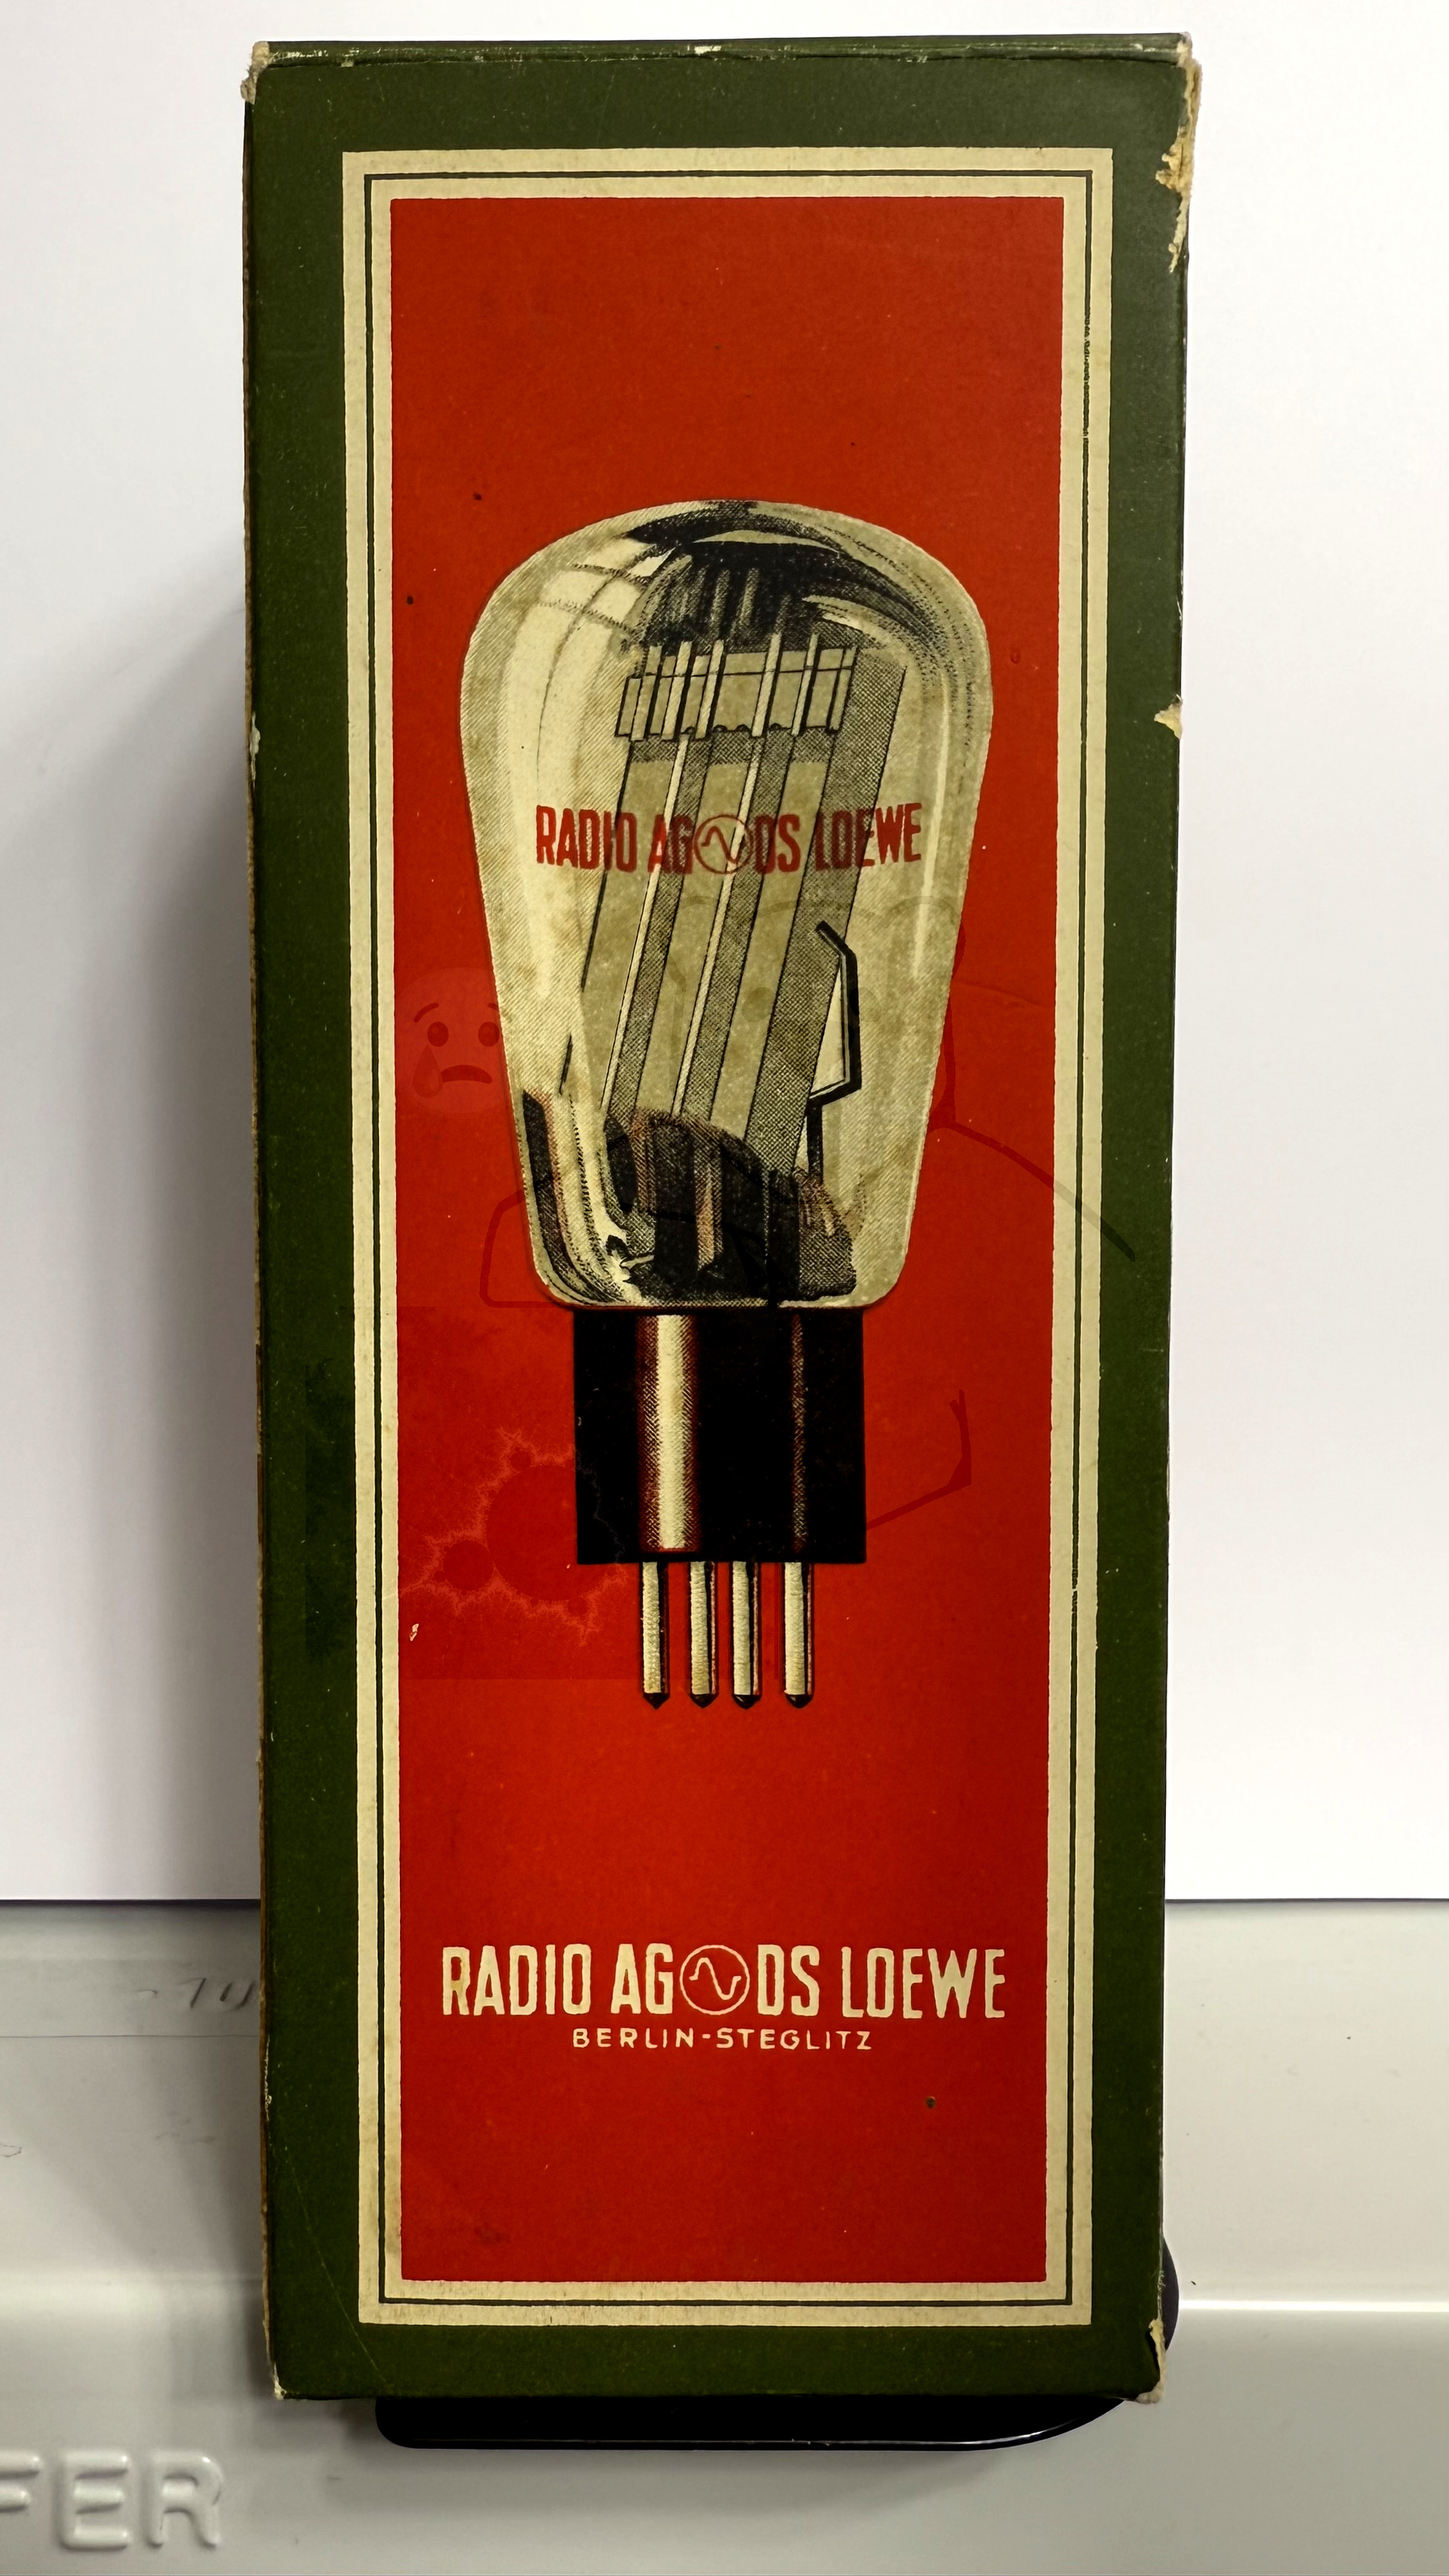 RADIO AG DS LOEWE
RADIO AG DS LOEWE
BERLIN-STEGLITZ
FER